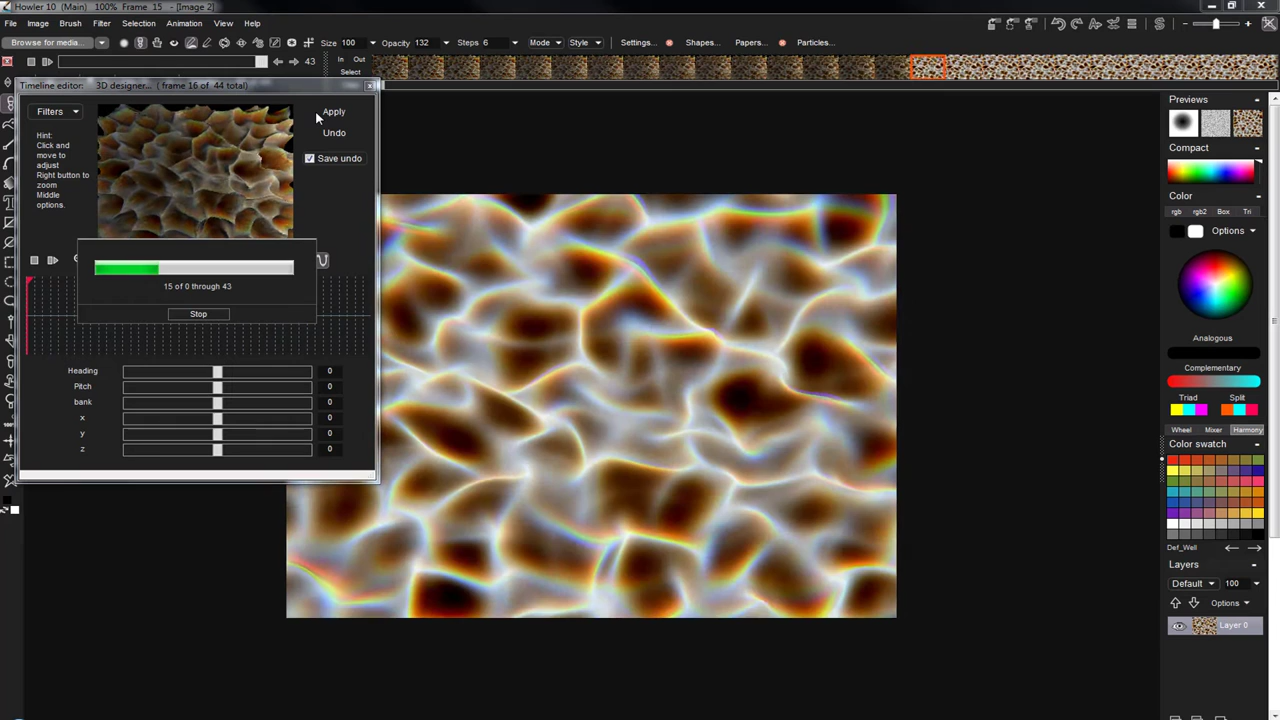 Howler 10 (Main) Frame 15 - [Image 2]
File Image Brush Filter Selection Animation View Window Help
Browse for media... Size 100 Opacity 132 Steps 6 Mode Style Settings... Shapes... Papers... Particles...
43 In Out
Select
Timeline editor: 3D designer... ( frame 16 of 44 total)
Filters
Hint:
Click and
move to
adjust
Right button to
zoom
Middle
options.
Apply
Undo
Save undo
15 of 0 through 43
Stop
Heading 0
Pitch 0
bank 0
x 0
y 0
z 0
Previews
Compact
Color
rgb rgb2 Box Tri
Options
Analogous
Complementary
Triad Split
Wheel Mixer Harmony
Color swatch
Def_Well
Layers
Default 100
Options
Layer 0